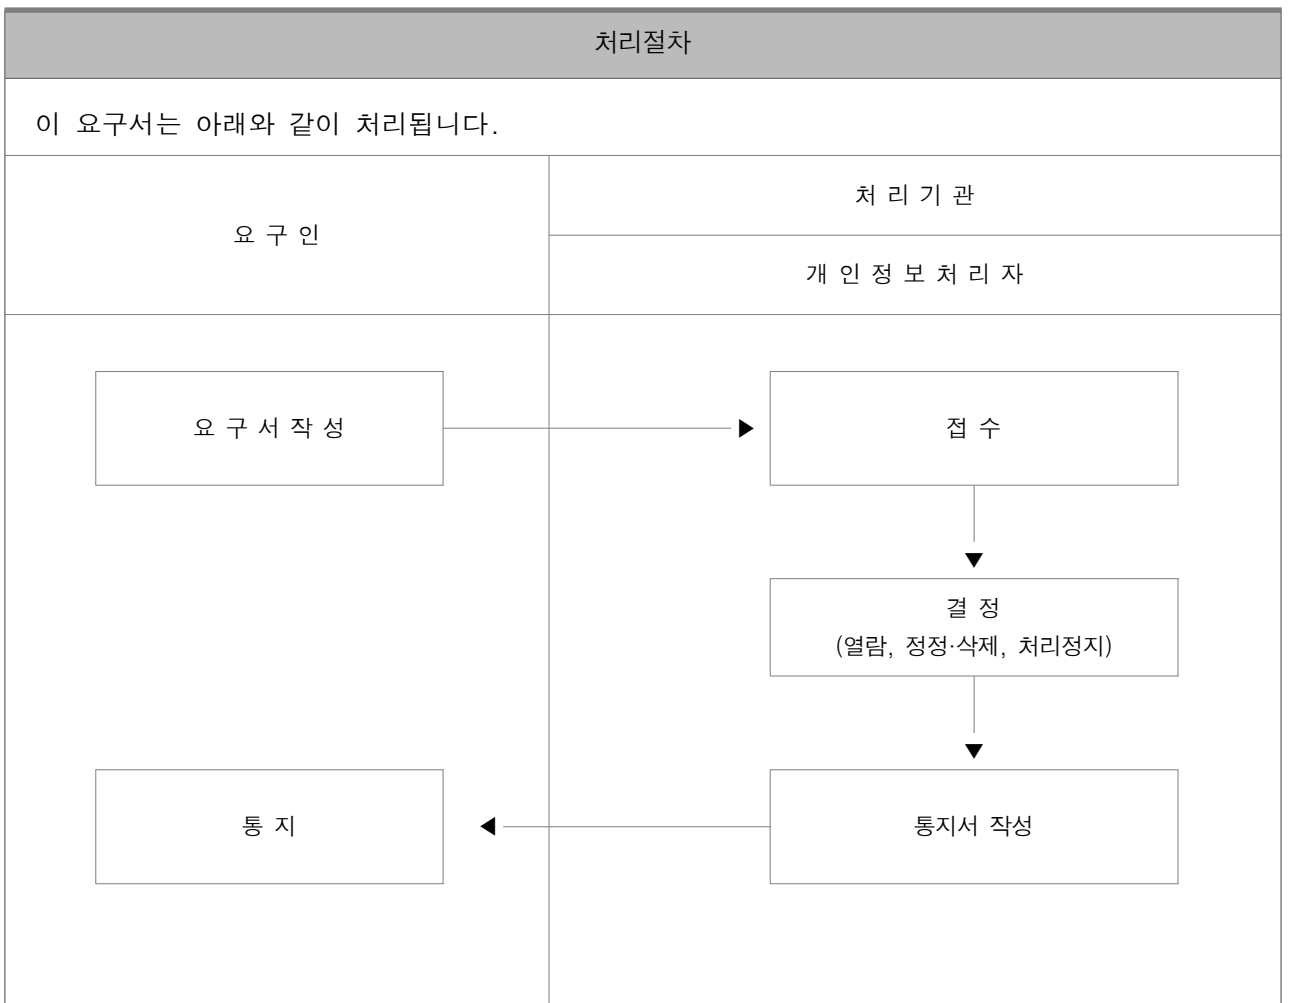 처리절차
이 요구서는 아래와 같이 처리됩니다.
요 구 인
처 리 기 관
개 인 정 보 처 리 자
요 구 서 작 성
접 수
결 정
(열람, 정정·삭제, 처리정지)
통 지
통지서 작성